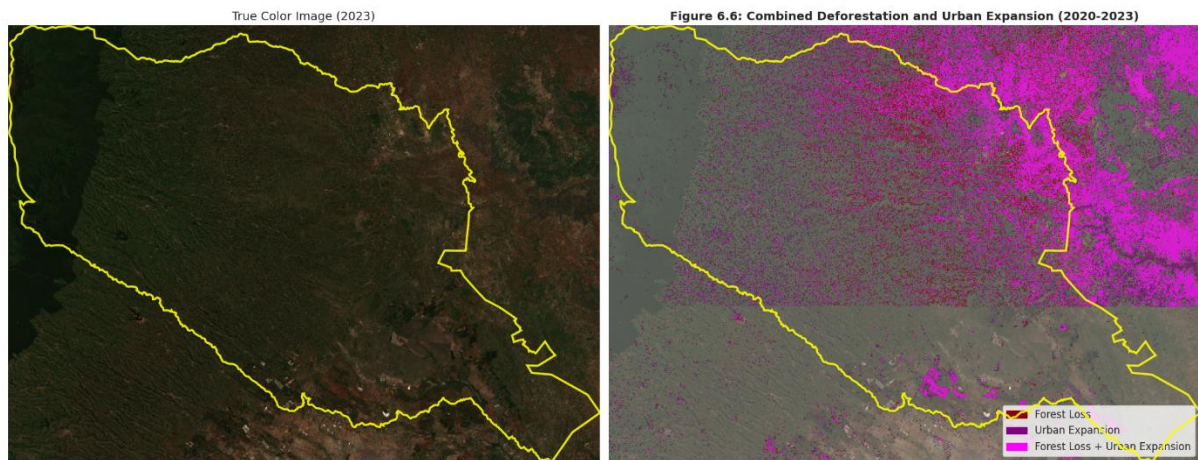 True Color Image (2023)
Figure 6.6: Combined Deforestation and Urban Expansion (2020-2023)
Forest Loss
Urban Expansion
Forest Loss + Urban Expansion